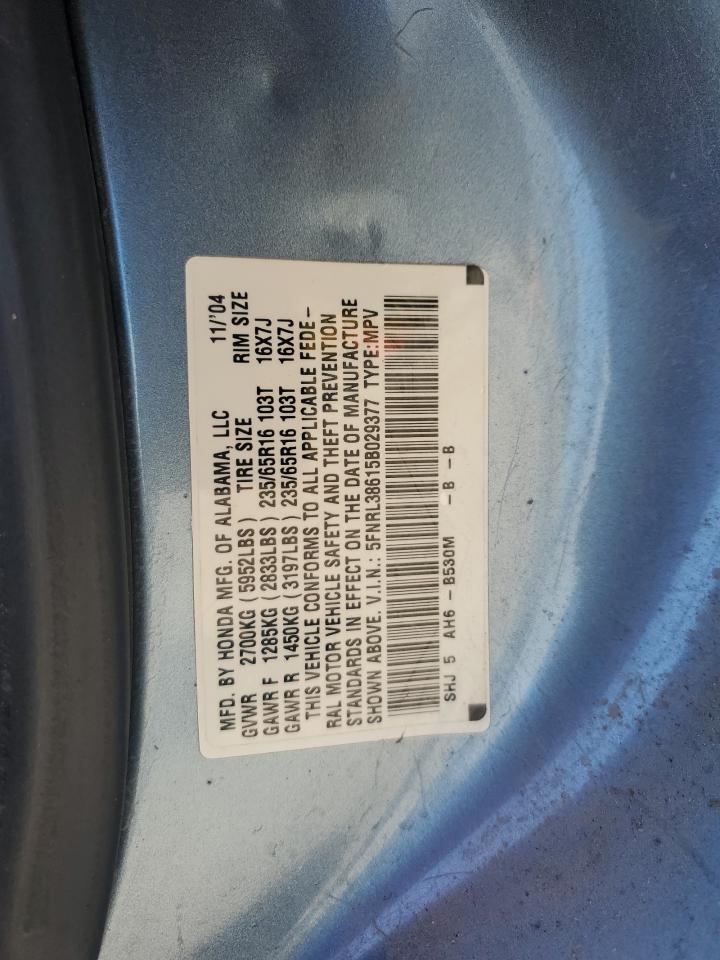 MFD. BY HONDA MFG. OF ALABAMA, LLC 11/'04
GVWR 2700KG (5952LBS) TIRE SIZE RIM SIZE
GAWR F 1285KG (2833LBS) 235/65R16 103T 16X7J
GAWR R 1450KG (3197LBS) 235/65R16 103T 16X7J
THIS VEHICLE CONFORMS TO ALL APPLICABLE FEDE-
RAL MOTOR VEHICLE SAFETY AND THEFT PREVENTION
STANDARDS IN EFFECT ON THE DATE OF MANUFACTURE
SHOWN ABOVE. V.I.N.: 5FNRL38615B029377 TYPE:MPV
SHJ 5 AH6 - B530M - B - B